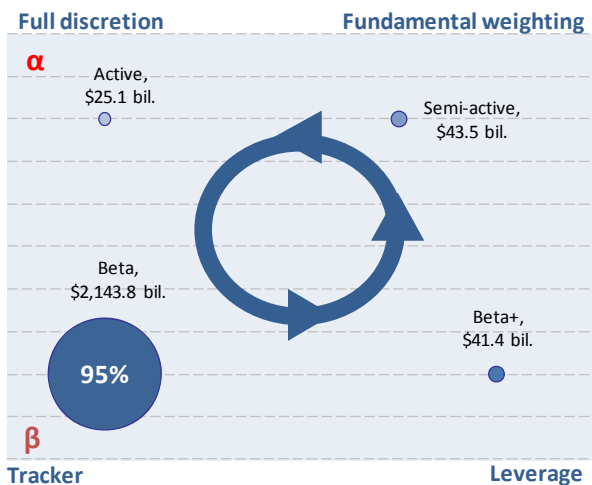 Full discretion
Fundamental weighting
α
Active,
$25.1 bil.
Semi-active,
$43.5 bil.
Beta,
$2,143.8 bil.
Beta+,
$41.4 bil.
95%
β
Tracker
Leverage